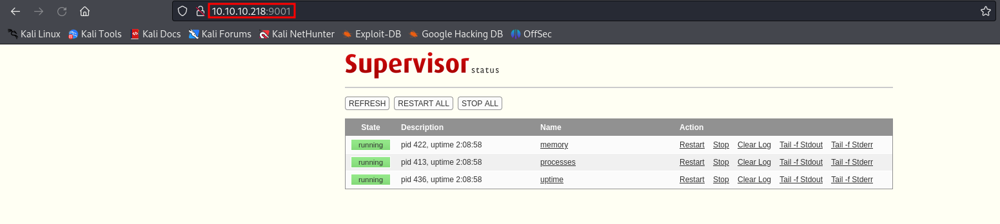 10.10.10.218:9001
Kali Linux Kali Tools Kali Docs Kali Forums Kali NetHunter Exploit-DB Google Hacking DB OffSec
Supervisor status
REFRESH RESTART ALL STOP ALL
State Description Name Action
running pid 422, uptime 2:08:58 memory Restart Stop Clear Log Tail -f Stdout Tail -f Stderr
running pid 413, uptime 2:08:58 processes Restart Stop Clear Log Tail -f Stdout Tail -f Stderr
running pid 436, uptime 2:08:58 uptime Restart Stop Clear Log Tail -f Stdout Tail -f Stderr